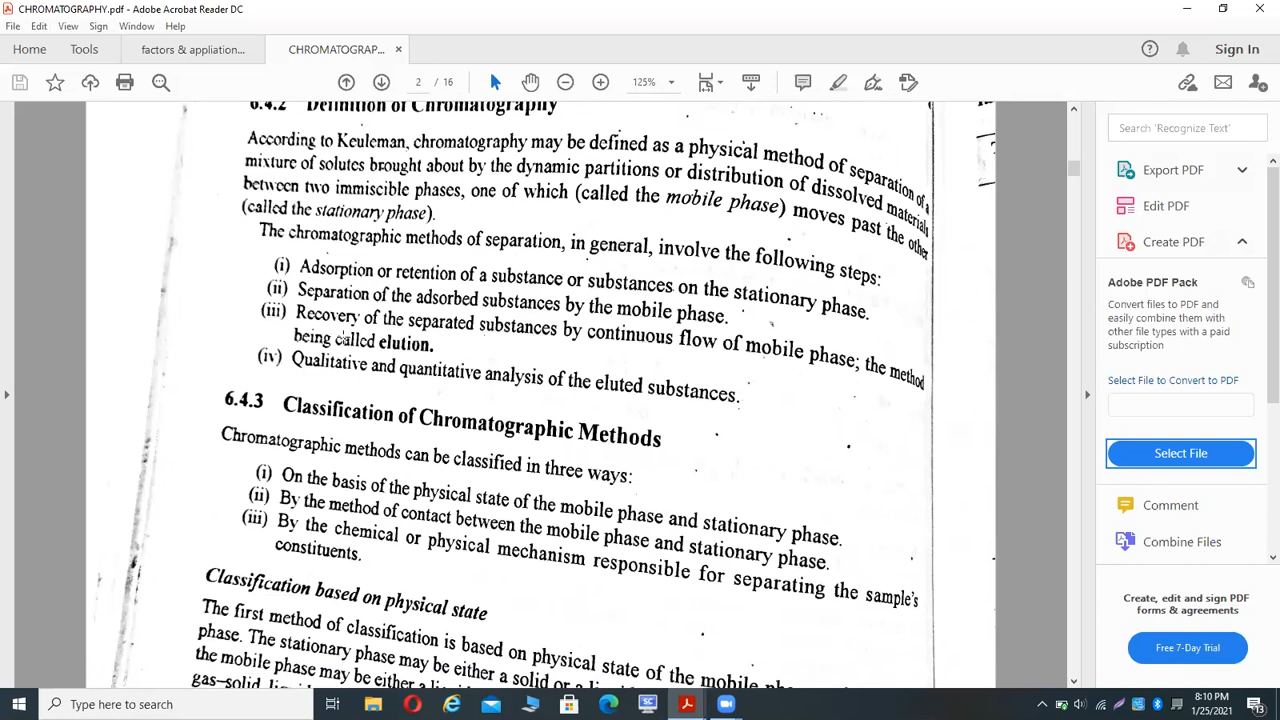 CHROMATOGRAPHY.pdf - Adobe Acrobat Reader DC
File Edit View Sign Window Help
Home Tools factors & appliation... CHROMATOGRAP... × Sign In
2 / 16 125%
6.4.2 Definition of Chromatography
According to Keuleman, chromatography may be defined as a physical method of separation of a
mixture of solutes brought about by the dynamic partitions or distribution of dissolved materials
between two immiscible phases, one of which (called the mobile phase) moves past the other
(called the stationary phase).
The chromatographic methods of separation, in general, involve the following steps:
(i) Adsorption or retention of a substance or substances on the stationary phase.
(ii) Separation of the adsorbed substances by the mobile phase.
(iii) Recovery of the separated substances by continuous flow of mobile phase; the method
being called elution.
(iv) Qualitative and quantitative analysis of the eluted substances.
6.4.3 Classification of Chromatographic Methods
Chromatographic methods can be classified in three ways:
(i) On the basis of the physical state of the mobile phase and stationary phase.
(ii) By the method of contact between the mobile phase and stationary phase.
(iii) By the chemical or physical mechanism responsible for separating the sample's
constituents.
Classification based on physical state
The first method of classification is based on physical state of the mobile
phase. The stationary phase may be either a solid or a
the mobile phase may be either a
Search 'Recognize Text'
Export PDF
Edit PDF
Create PDF
Adobe PDF Pack
Convert files to PDF and
easily combine them with
other file types with a paid
subscription
Select File to Convert to PDF
Select File
Comment
Combine Files
Create, edit and sign PDF
forms & agreements
Free 7-Day Trial
Type here to search
8:10 PM
1/25/2021
13